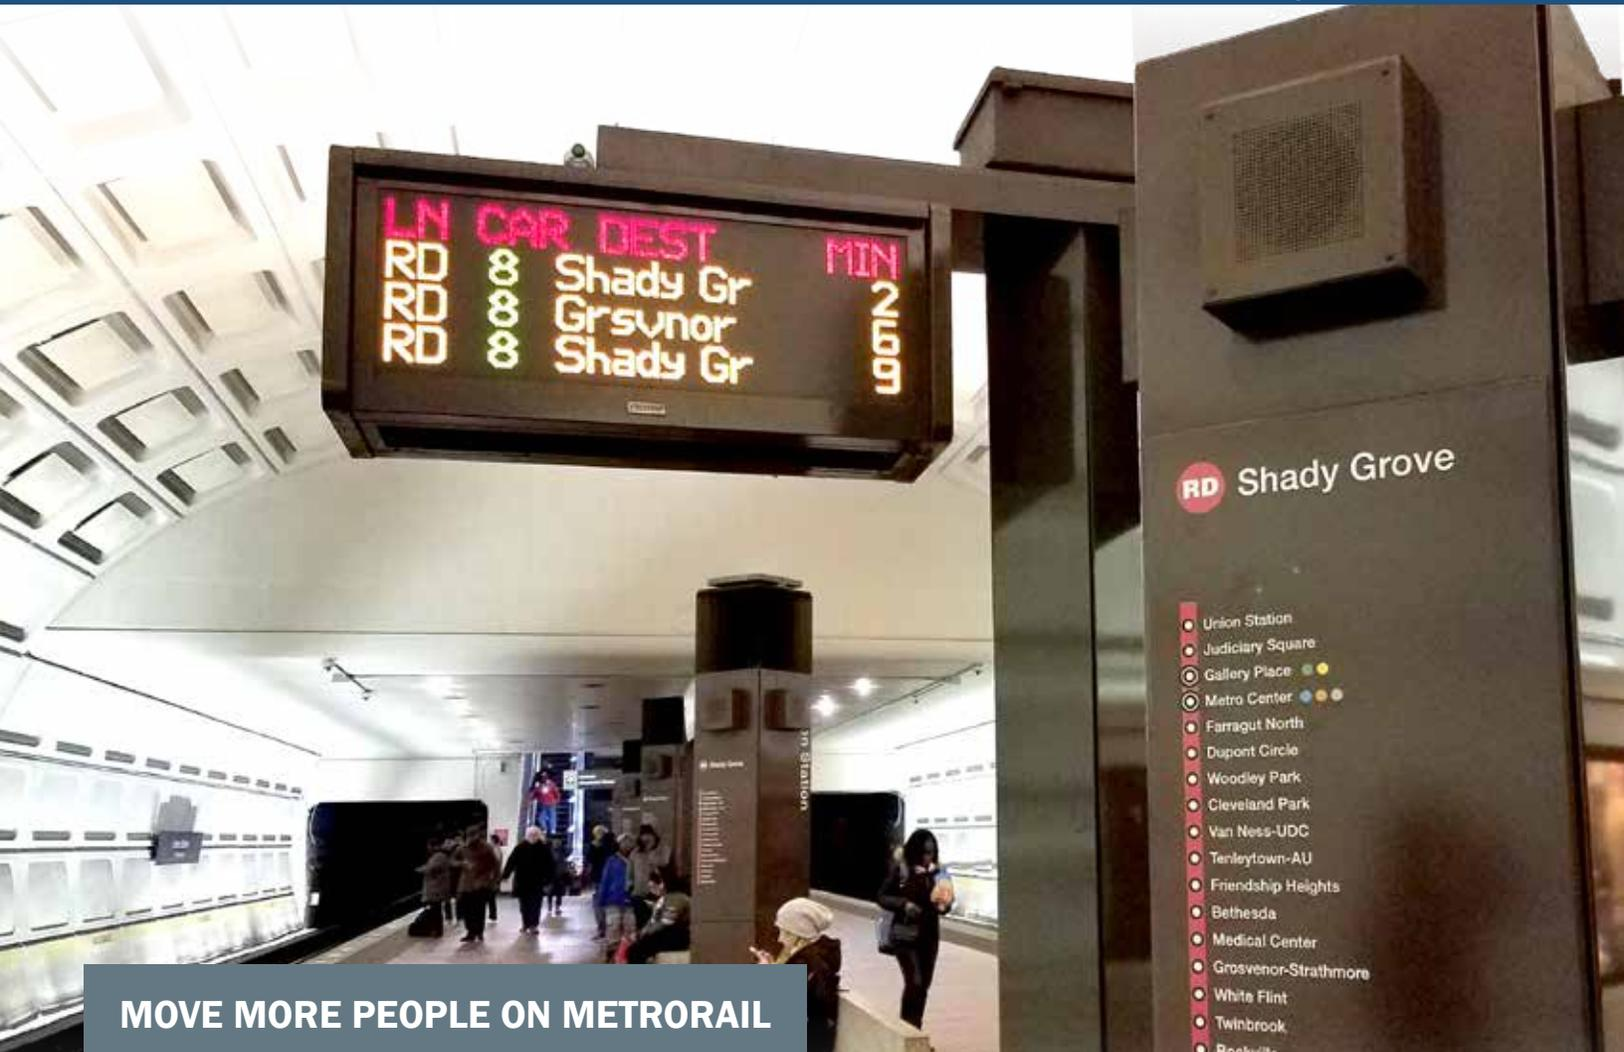 LN CAR DEST MIN
RD 8 Shady Gr 2
RD 8 Grsvnor 6
RD 8 Shady Gr 9
RD Shady Grove
Union Station
Judiciary Square
Gallery Place
Metro Center
Farragut North
Dupont Circle
Woodley Park
Cleveland Park
Van Ness-UDC
Tenleytown-AU
Friendship Heights
Bethesda
Medical Center
Grosvenor-Strathmore
White Flint
Twinbrook
Shady Grove
Station
MOVE MORE PEOPLE ON METRORAIL